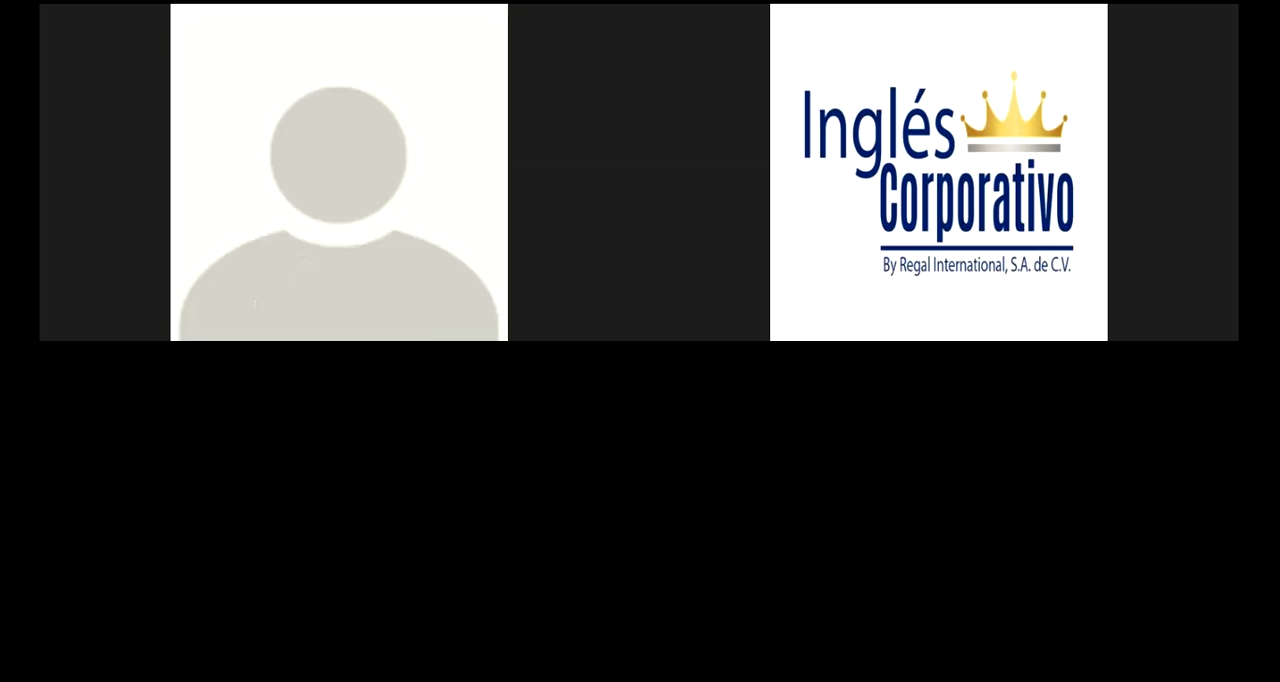 Inglés
Corporativo
By Regal International, S.A. de C.V.